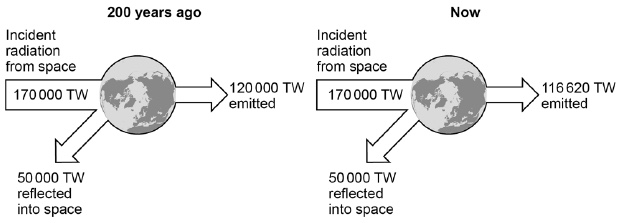 200 years ago
Incident
radiation
from space
170 000 TW
120 000 TW
emitted
50 000 TW
reflected
into space
Now
Incident
radiation
from space
170 000 TW
116 620 TW
emitted
50 000 TW
reflected
into space